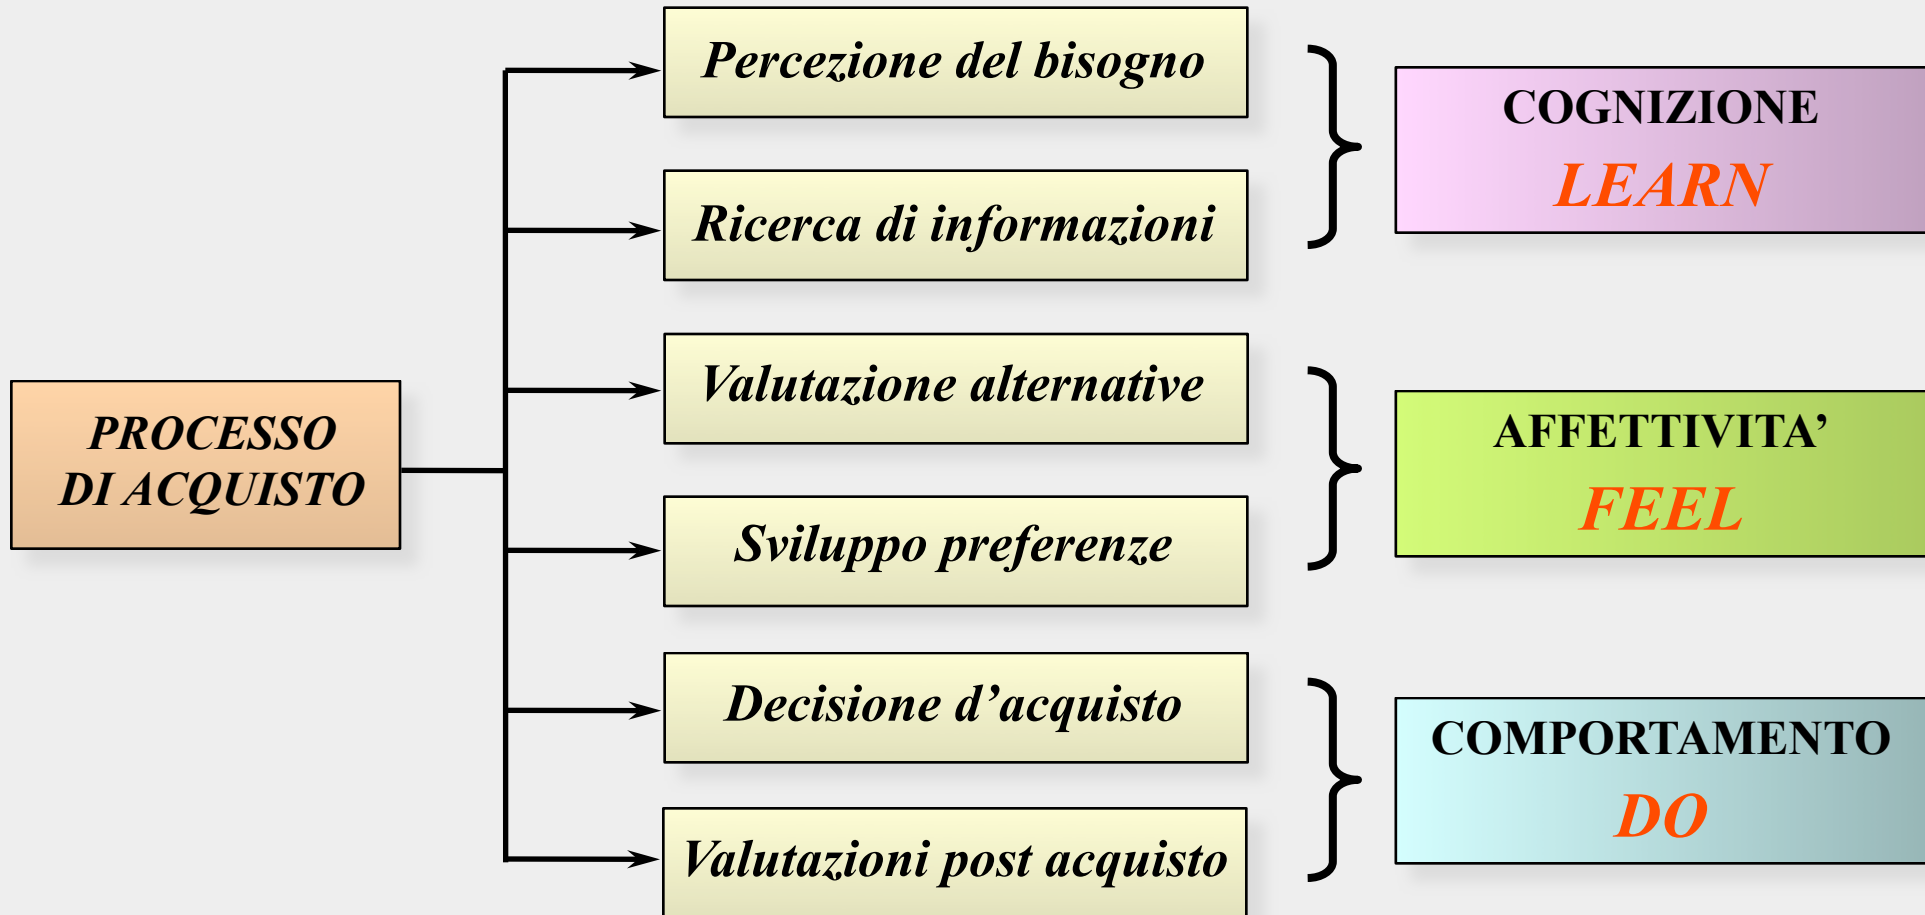 Percezione del bisogno
Ricerca di informazioni
Valutazione alternative
Sviluppo preferenze
Decisione d’acquisto
Valutazioni post acquisto
PROCESSO
DI ACQUISTO
COGNIZIONE
LEARN
AFFETTIVITA’
FEEL
COMPORTAMENTO
DO